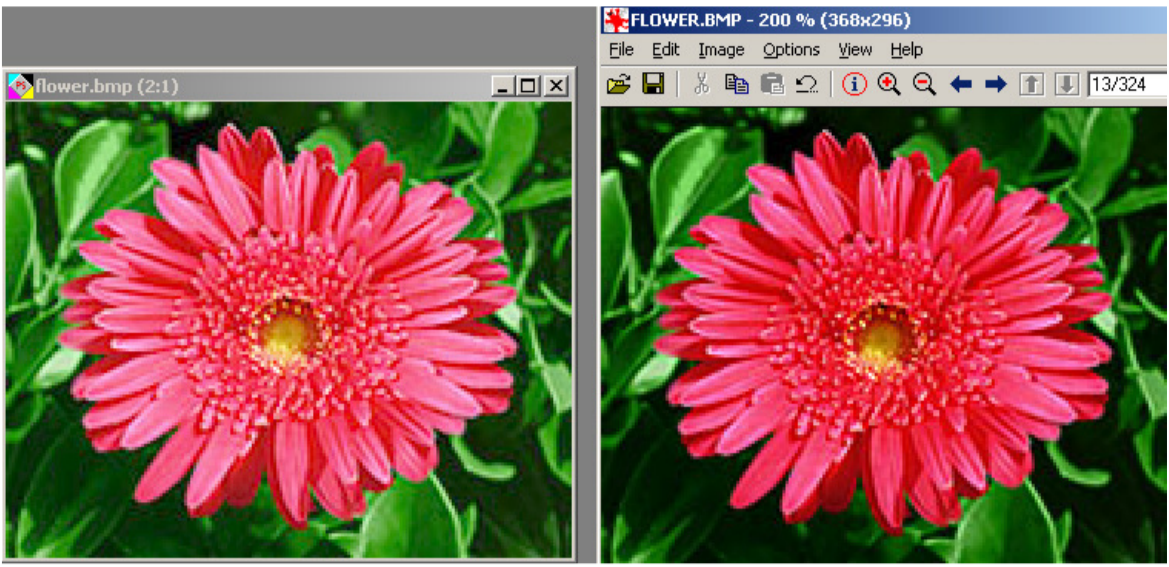 flower.bmp (2:1)
FLOWER.BMP - 200 % (368x296)
File Edit Image Options View Help
13/324